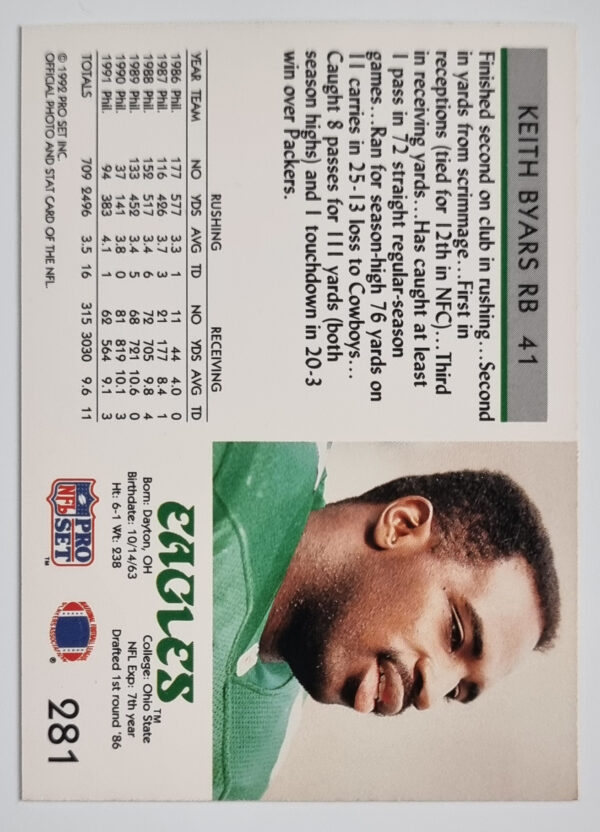 KEITH BYARS RB 41
Finished second on club in rushing...Second
in yards from scrimmage...First in
receptions (tied for 12th in NFC)...Third
in receiving yards...Has caught at least
1 pass in 72 straight regular-season
games...Ran for season-high 76 yards on
11 carries in 25-13 loss to Cowboys...
Caught 8 passes for 111 yards (both
season highs) and 1 touchdown in 20-3
win over Packers.
RUSHING RECEIVING
YEAR TEAM NO YDS AVG TD NO YDS AVG TD
1986 Phil. 177 577 3.3 1 11 44 4.0 0
1987 Phil. 116 426 3.7 3 21 177 8.4 1
1988 Phil. 152 517 3.4 6 72 705 9.8 4
1989 Phil. 133 452 3.4 5 68 721 10.6 0
1990 Phil. 37 141 3.8 0 81 819 10.1 3
1991 Phil. 94 383 4.1 1 62 564 9.1 3
TOTALS 709 2496 3.5 16 315 3030 9.6 11
© 1992 PRO SET INC.
OFFICIAL PHOTO AND STAT CARD OF THE NFL.
EAGLES™
Born: Dayton, OH College: Ohio State
Birthdate: 10/14/63 NFL Exp: 7th year
Ht: 6-1 Wt: 238 Drafted 1st round '86
PRO
NFL
SET
™
NATIONAL FOOTBALL LEAGUE
PLAYERS ASSOCIATION
®
281